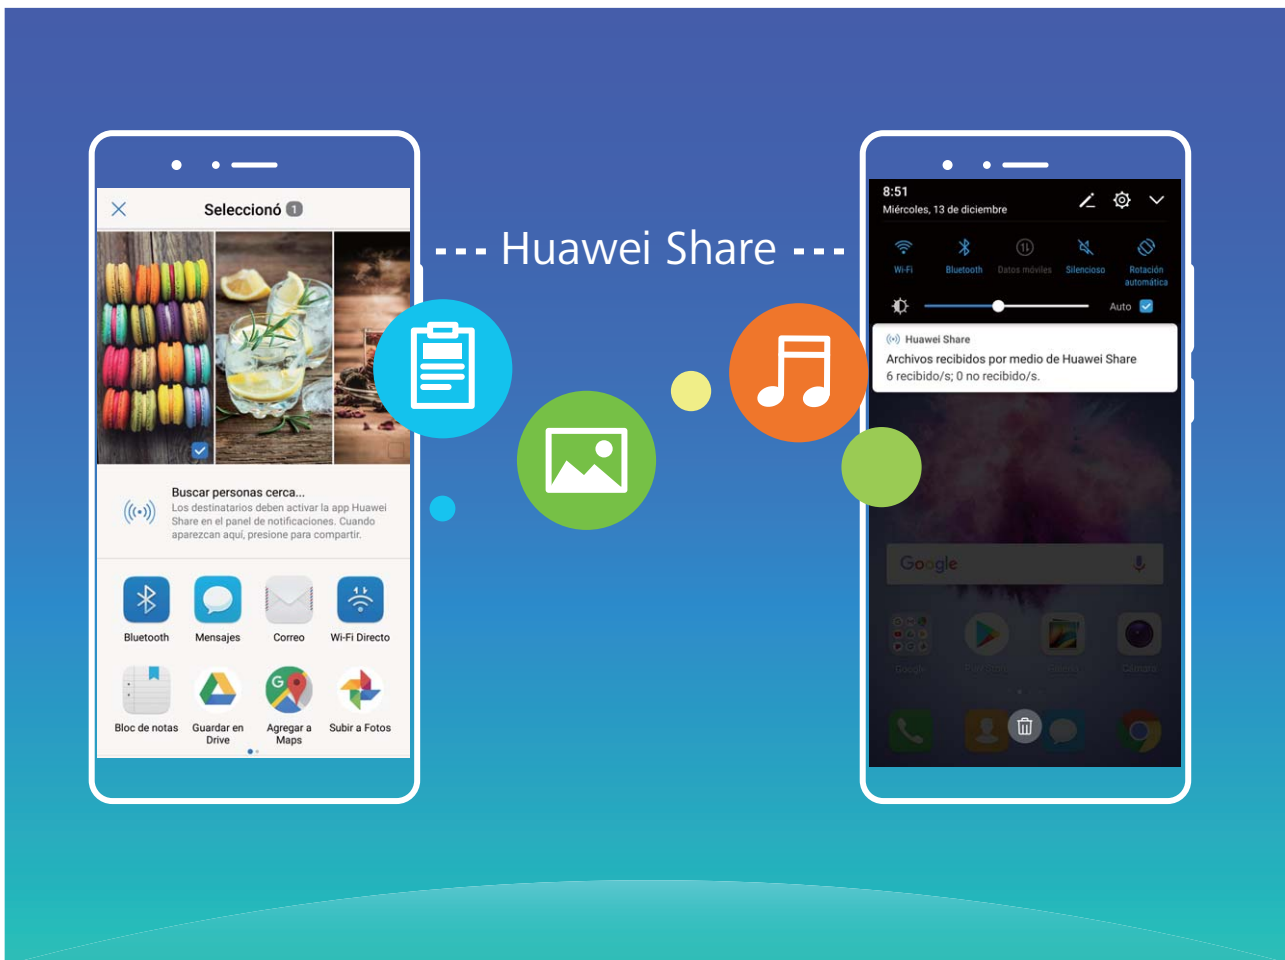 Seleccionó 1
Buscar personas cerca...
Los destinatarios deben activar la app Huawei
Share en el panel de notificaciones. Cuando
aparezcan aquí, presione para compartir.
Bluetooth Mensajes Correo Wi-Fi Directo
Bloc de notas Guardar en Drive Agregar a Maps Subir a Fotos
Huawei Share
8:51
Miércoles, 13 de diciembre
Wi-Fi Bluetooth Datos móviles Silencioso Rotación automática
Auto
Huawei Share
Archivos recibidos por medio de Huawei Share
6 recibido/s; 0 no recibido/s.
Google
Google Cámara